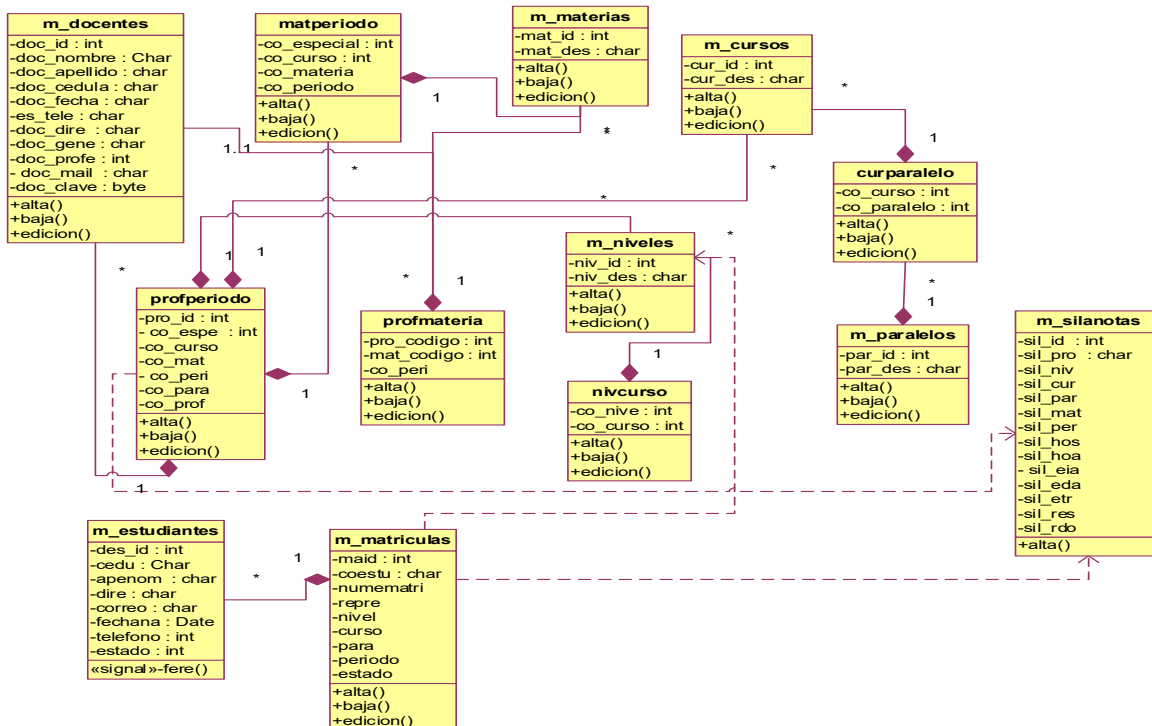 m_docentes
-doc_id : int
-doc_nombre : Char
-doc_apellido : char
-doc_cedula : char
-doc_fecha : char
-es_tele : char
-doc_dire : char
-doc_gene : char
-doc_profe : int
- doc_mail : char
-doc_clave : byte
+alta()
+baja()
+edicion()
matperiodo
-co_especial : int
-co_curso : int
-co_materia
-co_periodo
+alta()
+baja()
+edicion()
m_materias
-mat_id : int
-mat_des : char
+alta()
+baja()
+edicion()
m_cursos
-cur_id : int
-cur_des : char
+alta()
+baja()
+edicion()
1
*
1
*
1..1
*
*
curparalelo
-co_curso : int
-co_paralelo : int
+alta()
+baja()
+edicion()
*
m_niveles
-niv_id : int
-niv_des : char
+alta()
+baja()
+edicion()
*
1
1
*
*
1
*
1
profperiodo
-pro_id : int
- co_espe : int
-co_curso
-co_mat
- co_peri
-co_para
-co_prof
+alta()
+baja()
+edicion()
profmateria
-pro_codigo : int
-mat_codigo : int
-co_peri
+alta()
+baja()
+edicion()
m_paralelos
-par_id : int
-par_des : char
+alta()
+baja()
+edicion()
m_silanotas
-sil_id : int
-sil_pro : char
-sil_niv
-sil_cur
-sil_par
-sil_mat
-sil_per
-sil_hos
-sil_hoa
- sil_eia
-sil_eda
-sil_etr
-sil_res
-sil_rdo
+alta()
1
1
nivcurso
-co_nive : int
-co_curso : int
+alta()
+baja()
+edicion()
1
m_estudiantes
-des_id : int
-cedu : Char
-apenom : char
-dire : char
-correo : char
-fechana : Date
-telefono : int
-estado : int
«signal»-fere()
1
*
m_matriculas
-maid : int
-coestu : char
-numematri
-repre
-nivel
-curso
-para
-periodo
-estado
+alta()
+baja()
+edicion()